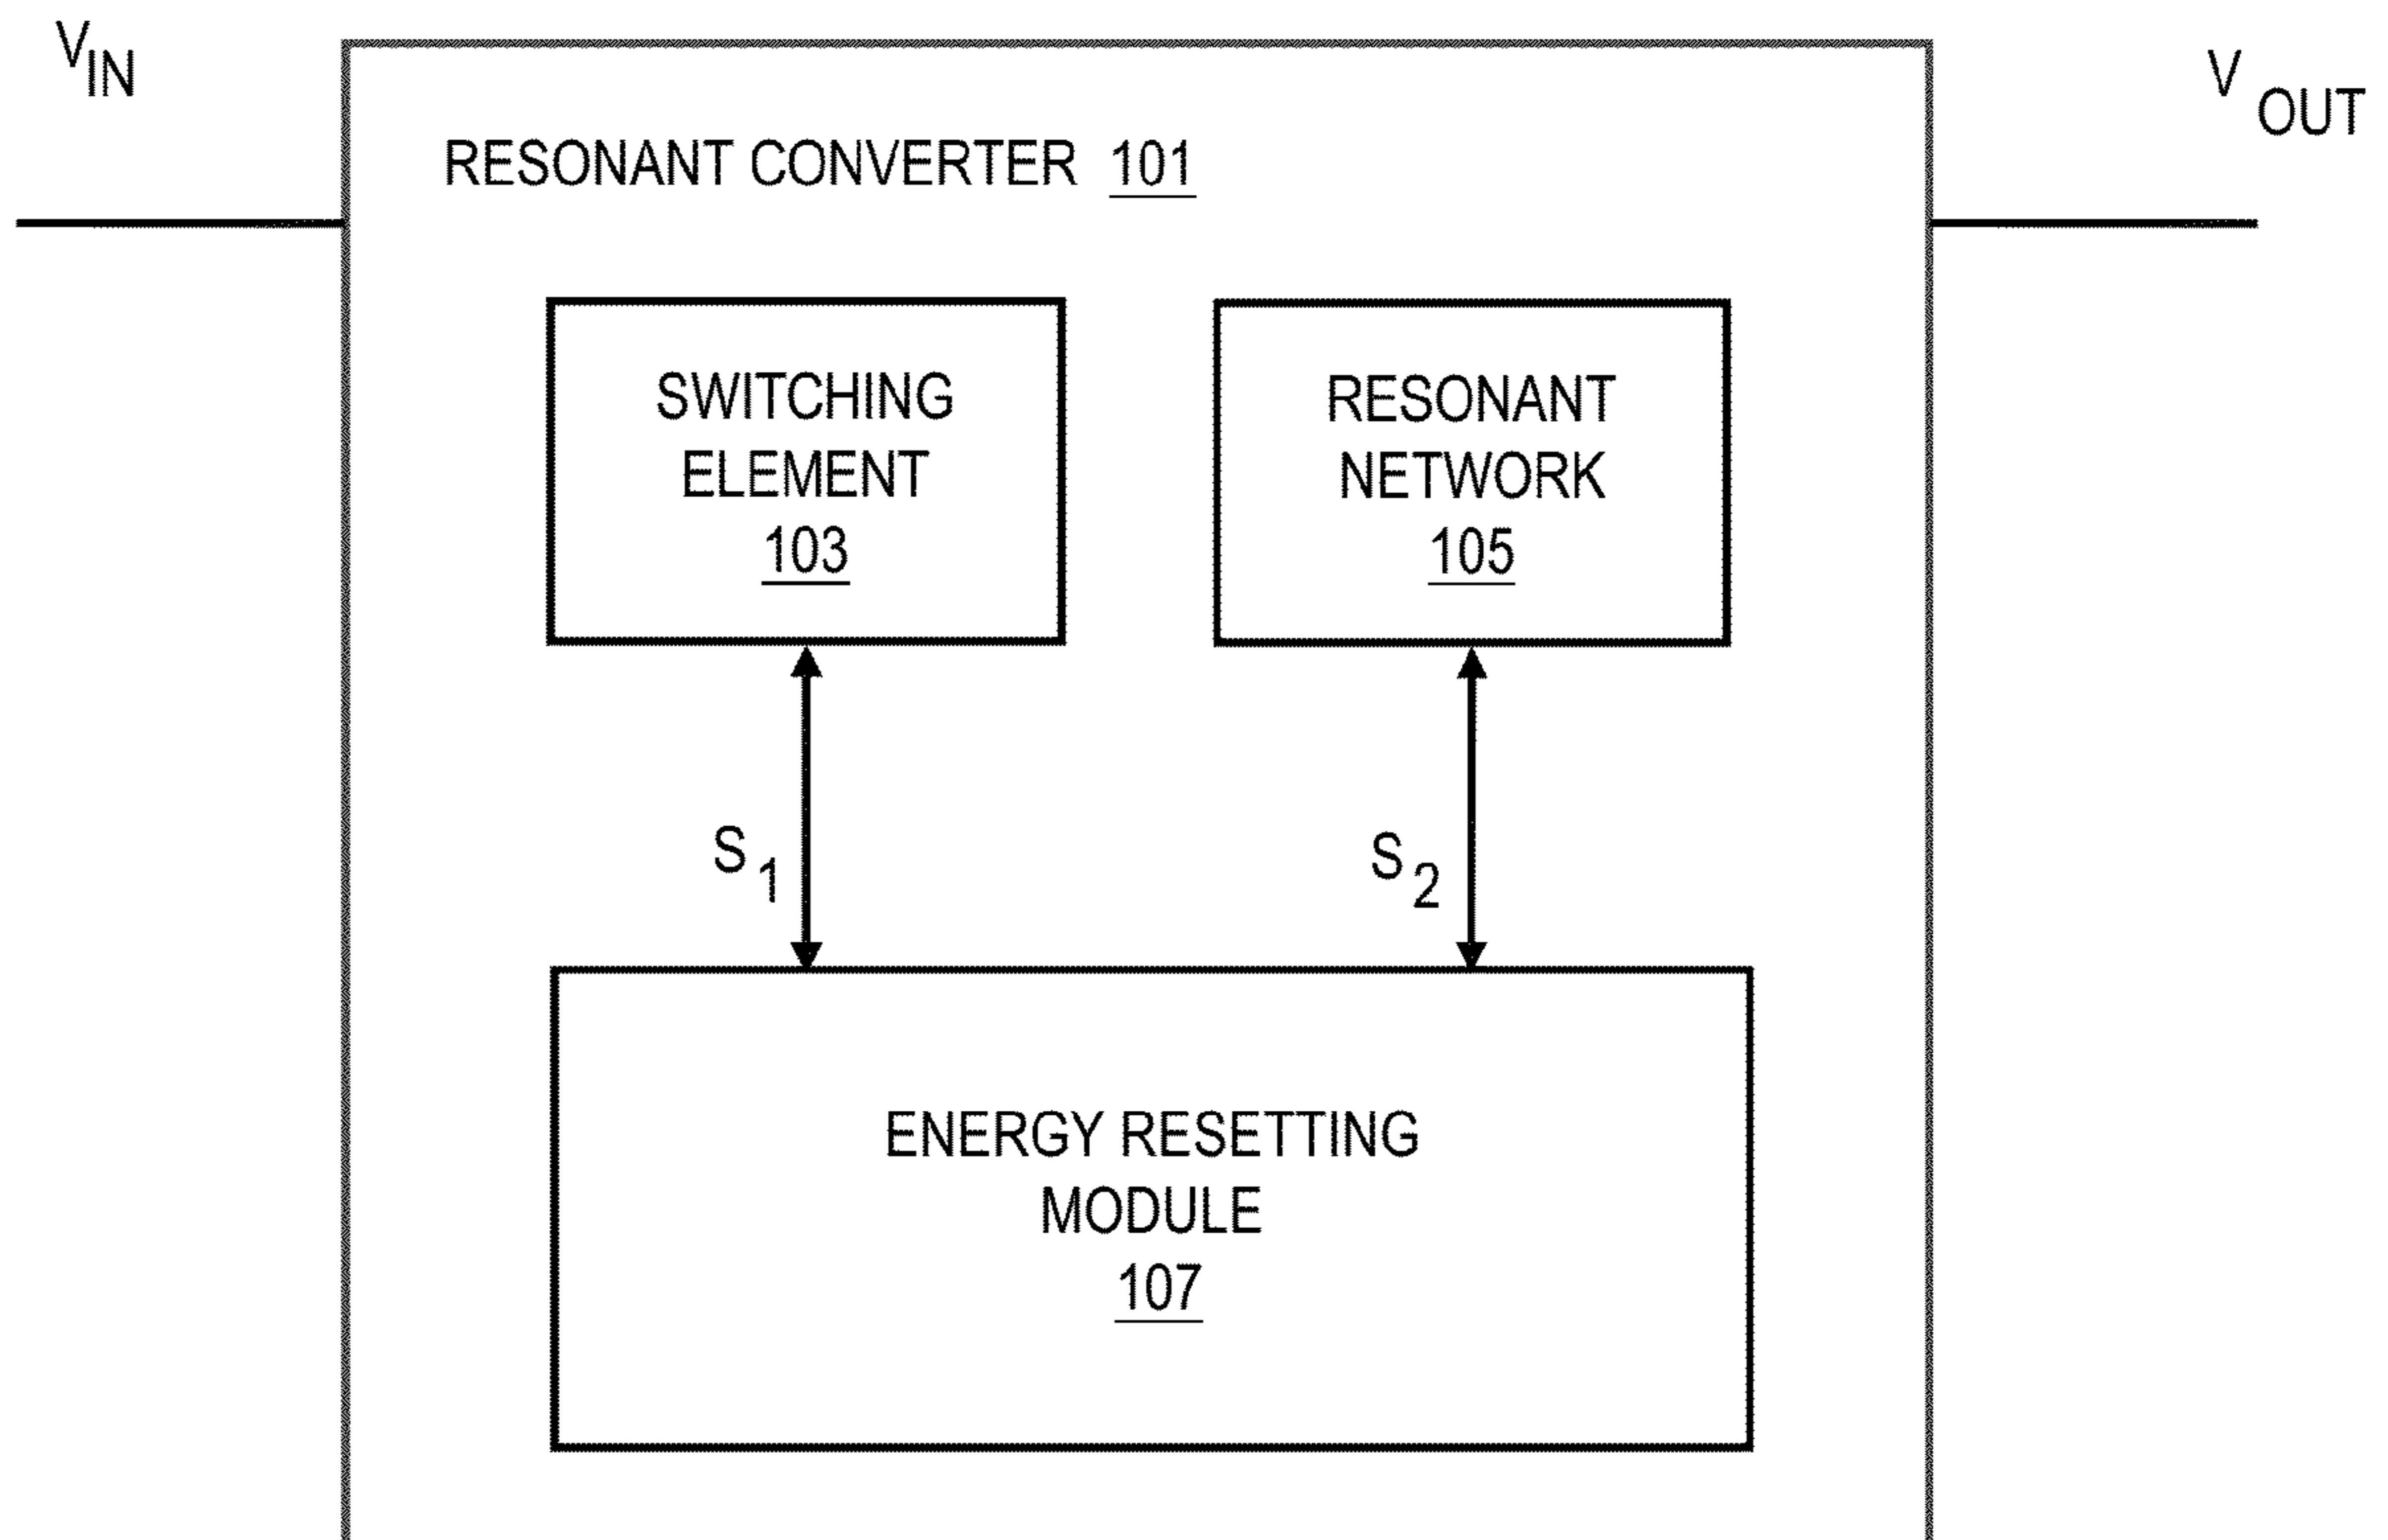 VIN
VOUT
RESONANT CONVERTER 101
SWITCHING
ELEMENT
103
RESONANT
NETWORK
105
S1
S2
ENERGY RESETTING
MODULE
107